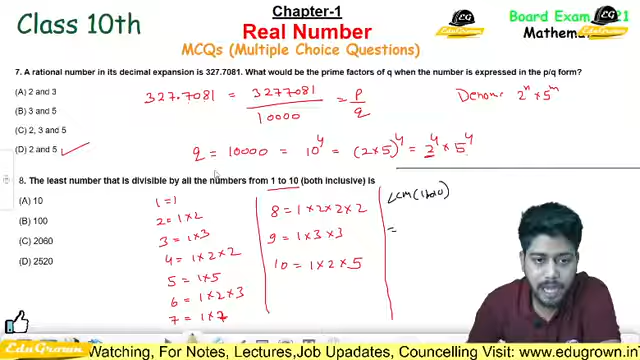 Chapter-1
Class 10th
Real Number
MCQs (Multiple Choice Questions)
EduGrown
EduGrown
Board Exam 21
Mathema
7. A rational number in its decimal expansion is 327.7081. What would be the prime factors of q when the number is expressed in the p/q form?
(A) 2 and 3
(B) 3 and 5
(C) 2, 3 and 5
(D) 2 and 5
327.7081 = 3277081 / 10000 = p/q
Denom: 2^n × 5^m
q = 10000 = 10^4 = (2×5)^4 = 2^4 × 5^4
8. The least number that is divisible by all the numbers from 1 to 10 (both inclusive) is
(A) 10
(B) 100
(C) 2060
(D) 2520
1 = 1
2 = 1×2
3 = 1×3
4 = 1×2×2
5 = 1×5
6 = 1×2×3
7 = 1×7
8 = 1×2×2×2
9 = 1×3×3
10 = 1×2×5
LCM (1 to 10)
=
EduGrown
Watching, For Notes, Lectures,Job Upadates, Councelling Visit: www.edugrown.in